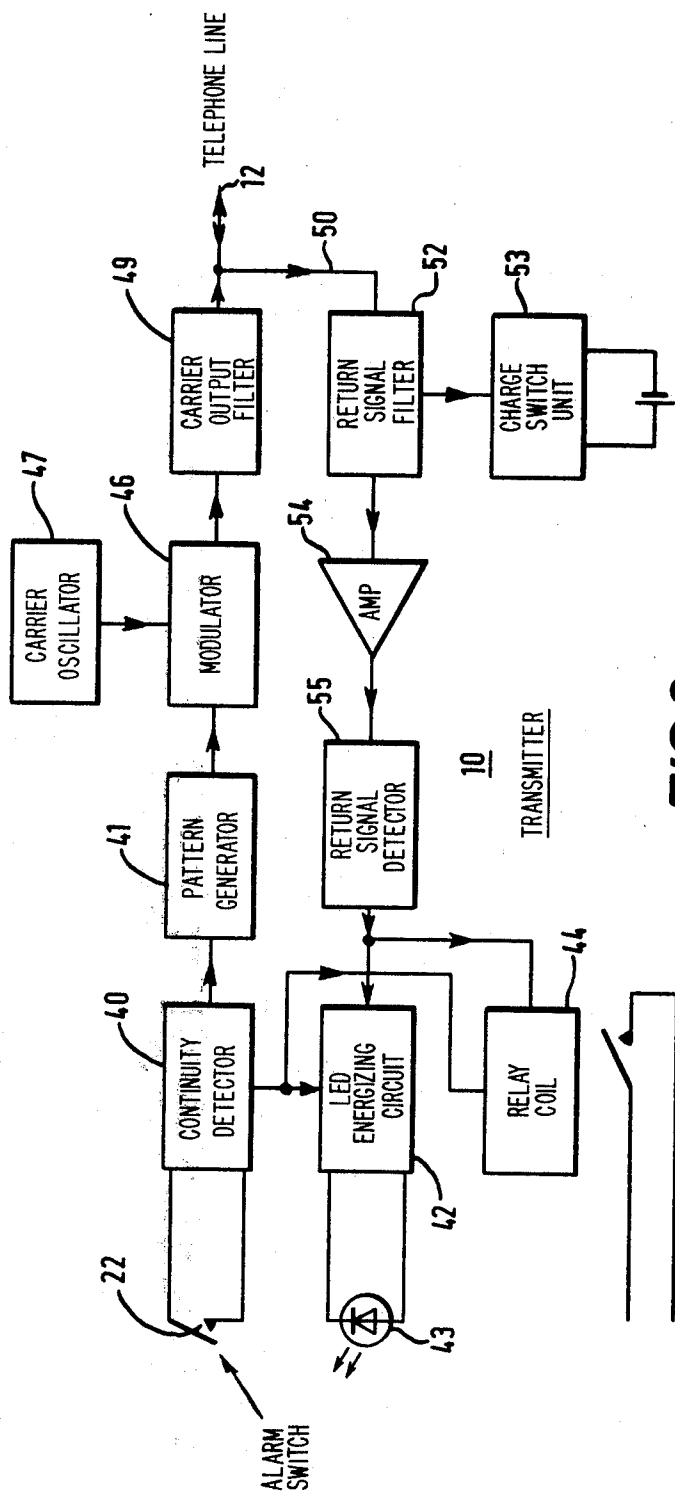 TELEPHONE LINE
12
49
CARRIER
OUTPUT
FILTER
50
47
CARRIER
OSCILLATOR
46
MODULATOR
52
RETURN
SIGNAL
FILTER
53
CHARGE
SWITCH
UNIT
54
AMP
41
PATTERN
GENERATOR
55
RETURN
SIGNAL
DETECTOR
10
TRANSMITTER
40
CONTINUITY
DETECTOR
LED
ENERGIZING
CIRCUIT
42
44
RELAY
COIL
22
43
ALARM
SWITCH